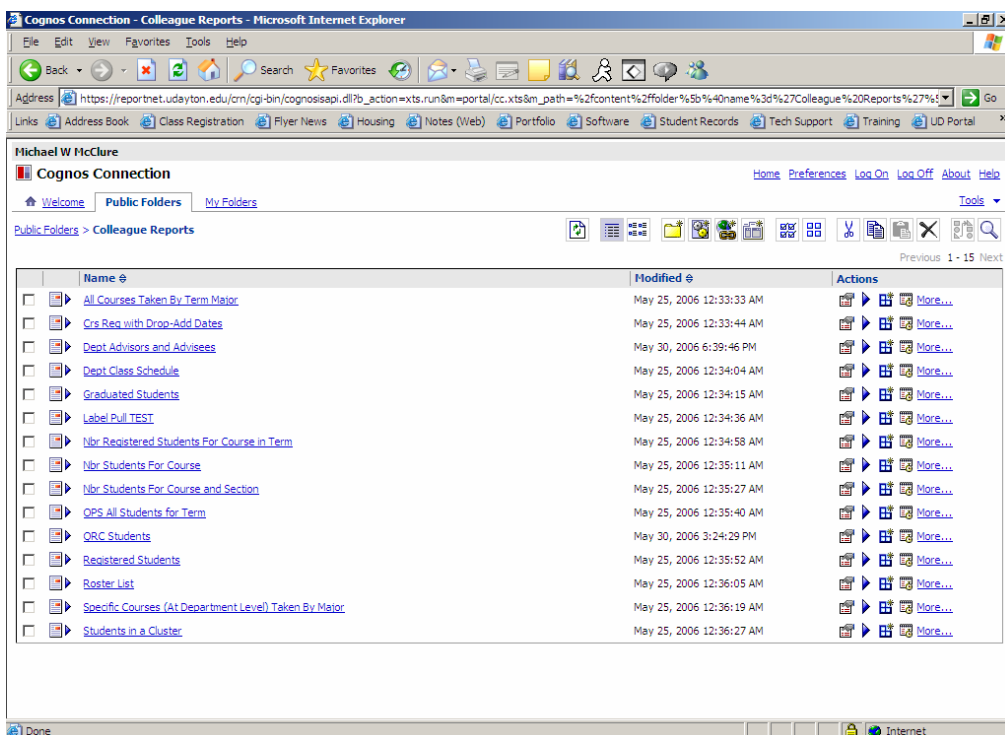 Cognos Connection - Colleague Reports - Microsoft Internet Explorer
File Edit View Favorites Tools Help
Back Search Favorites
Address https://reportnet.udayton.edu/crn/cgi-bin/cognosisapi.dll?b_action=xts.run&m=portal/cc.xts&m_path=%2fcontent%2ffolder%5b%40name%3d%27Colleague%20Reports%27%5 Go
Links Address Book Class Registration Flyer News Housing Notes (Web) Portfolio Software Student Records Tech Support Training UD Portal »
Michael W McClure
Cognos Connection Home Preferences Log On Log Off About Help
Welcome Public Folders My Folders Tools
Public Folders > Colleague Reports
Previous 1 - 15 Next
Name Modified Actions
All Courses Taken By Term Major May 25, 2006 12:33:33 AM More...
Crs Req with Drop-Add Dates May 25, 2006 12:33:44 AM More...
Dept Advisors and Advisees May 30, 2006 6:39:46 PM More...
Dept Class Schedule May 25, 2006 12:34:04 AM More...
Graduated Students May 25, 2006 12:34:15 AM More...
Label Pull TEST May 25, 2006 12:34:36 AM More...
Nbr Registered Students For Course in Term May 25, 2006 12:34:58 AM More...
Nbr Students For Course May 25, 2006 12:35:11 AM More...
Nbr Students For Course and Section May 25, 2006 12:35:27 AM More...
OPS All Students for Term May 25, 2006 12:35:40 AM More...
ORC Students May 30, 2006 3:24:29 PM More...
Registered Students May 25, 2006 12:35:52 AM More...
Roster List May 25, 2006 12:36:05 AM More...
Specific Courses (At Department Level) Taken By Major May 25, 2006 12:36:19 AM More...
Students in a Cluster May 25, 2006 12:36:27 AM More...
Done Internet